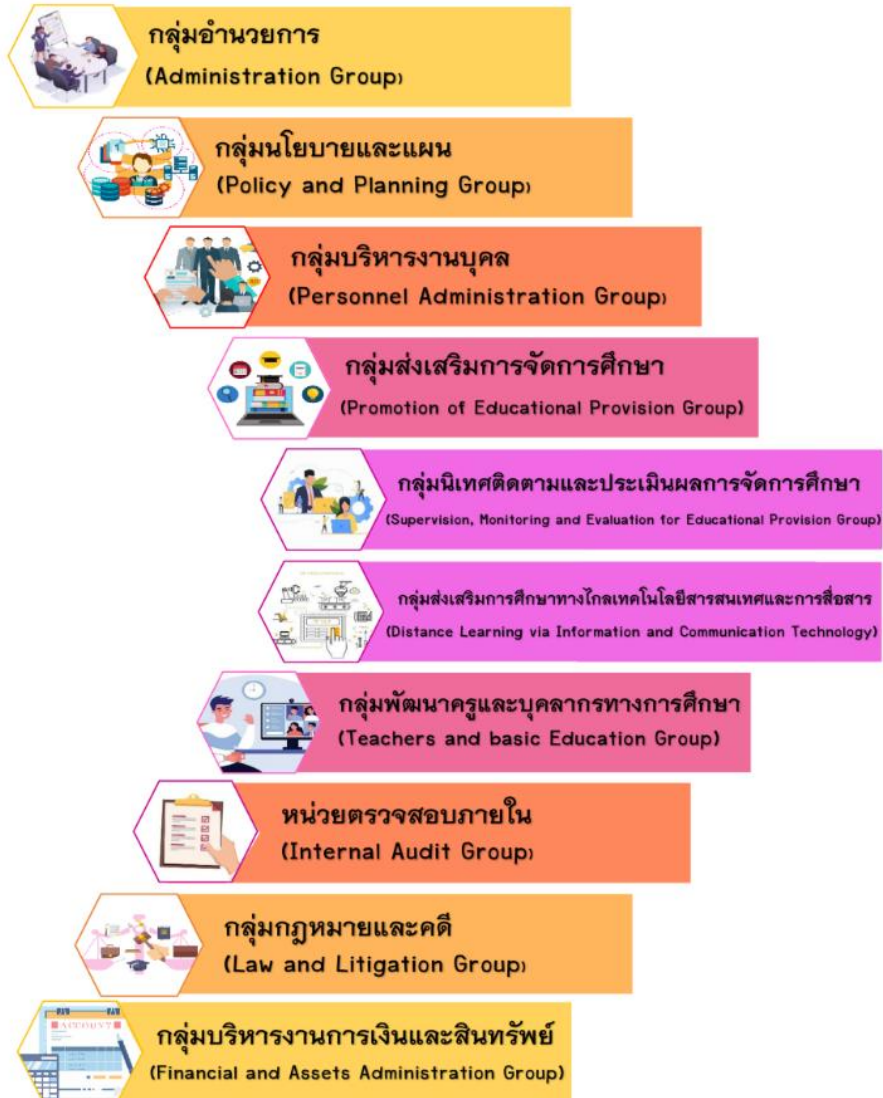 กลุ่มอำนวยการ
(Administration Group)
กลุ่มนโยบายและแผน
(Policy and Planning Group)
กลุ่มบริหารงานบุคล
(Personnel Administration Group)
กลุ่มส่งเสริมการจัดการศึกษา
(Promotion of Educational Provision Group)
กลุ่มนิเทศติดตามและประเมินผลการจัดการศึกษา
(Supervision, Monitoring and Evaluation for Educational Provision Group)
กลุ่มส่งเสริมการศึกษาทางไกลเทคโนโลยีสารสนเทศและการสื่อสาร
(Distance Learning via Information and Communication Technology)
กลุ่มพัฒนาครูและบุคลากรทางการศึกษา
(Teachers and basic Education Group)
หน่วยตรวจสอบภายใน
(Internal Audit Group)
กลุ่มกฎหมายและคดี
(Law and Litigation Group)
ACCOUNT
กลุ่มบริหารงานการเงินและสินทรัพย์
(Financial and Assets Administration Group)